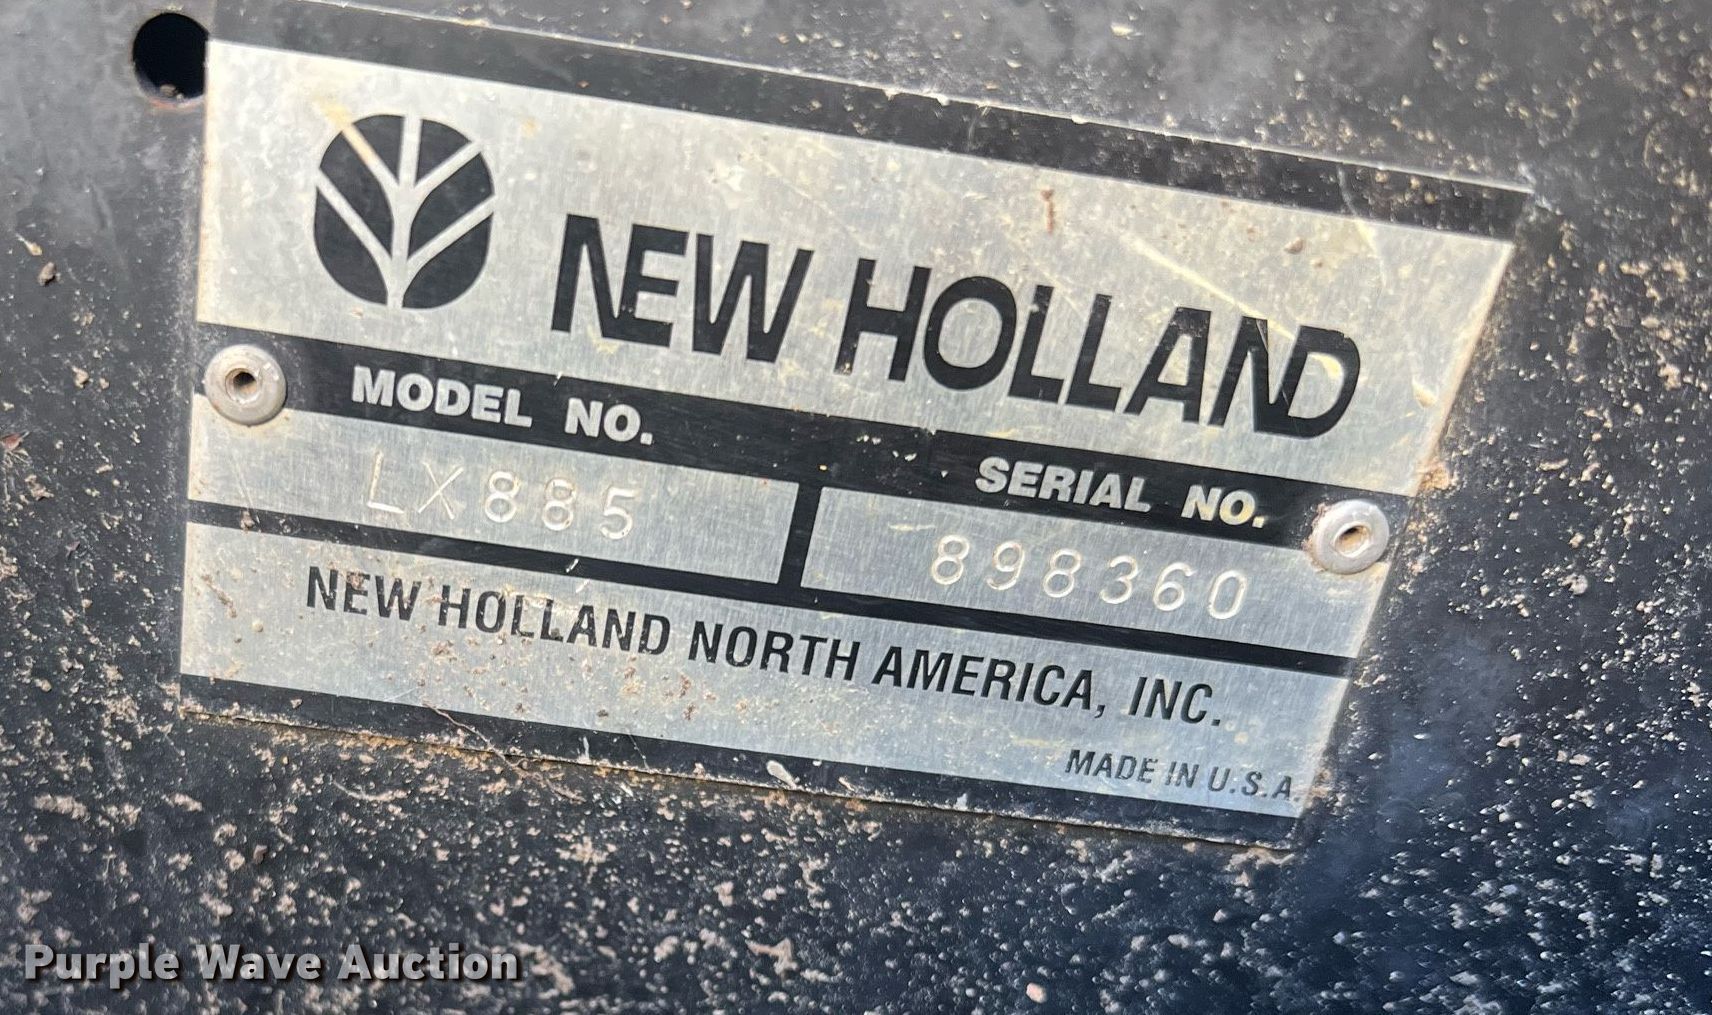 NEW HOLLAND
MODEL NO.
SERIAL NO.
LX885
898360
NEW HOLLAND NORTH AMERICA, INC.
MADE IN U.S.A.
Purple Wave Auction